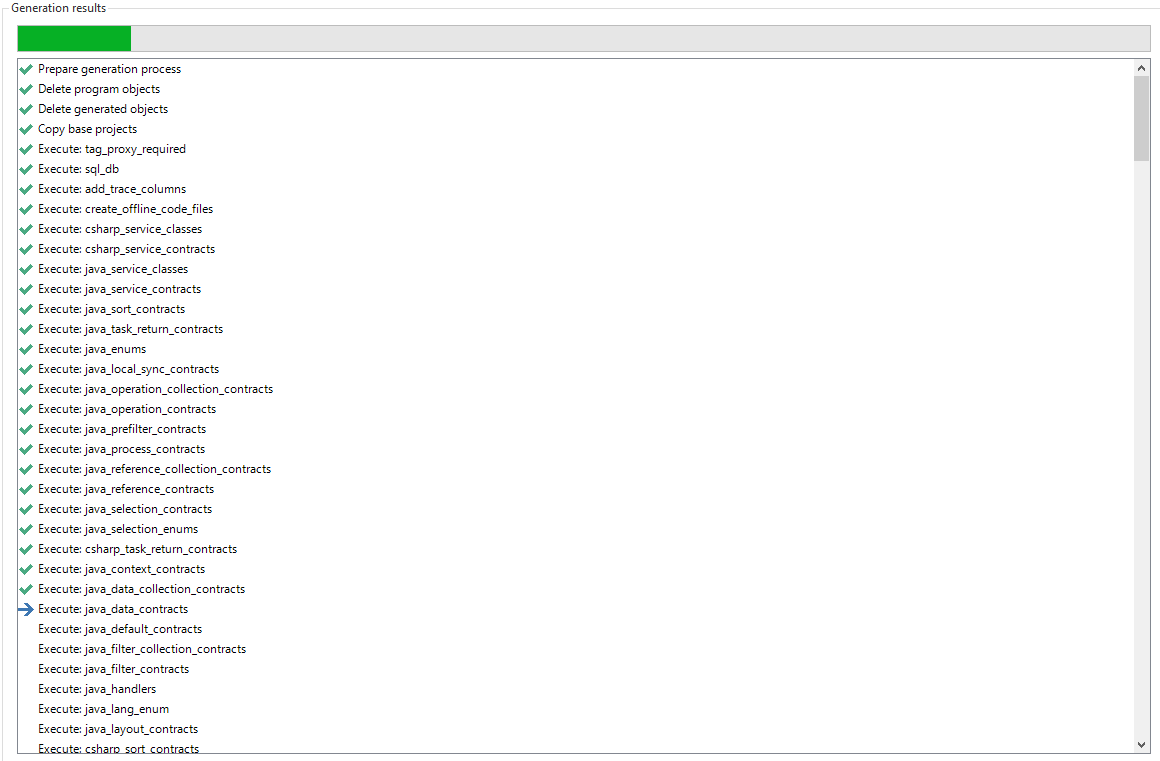 Generation results
Prepare generation process
Delete program objects
Delete generated objects
Copy base projects
Execute: tag_proxy_required
Execute: sql_db
Execute: add_trace_columns
Execute: create_offline_code_files
Execute: csharp_service_classes
Execute: csharp_service_contracts
Execute: java_service_classes
Execute: java_service_contracts
Execute: java_sort_contracts
Execute: java_task_return_contracts
Execute: java_enums
Execute: java_local_sync_contracts
Execute: java_operation_collection_contracts
Execute: java_operation_contracts
Execute: java_prefilter_contracts
Execute: java_process_contracts
Execute: java_reference_collection_contracts
Execute: java_reference_contracts
Execute: java_selection_contracts
Execute: java_selection_enums
Execute: csharp_task_return_contracts
Execute: java_context_contracts
Execute: java_data_collection_contracts
Execute: java_data_contracts
Execute: java_default_contracts
Execute: java_filter_collection_contracts
Execute: java_filter_contracts
Execute: java_handlers
Execute: java_lang_enum
Execute: java_layout_contracts
Execute: csharp_sort_contracts